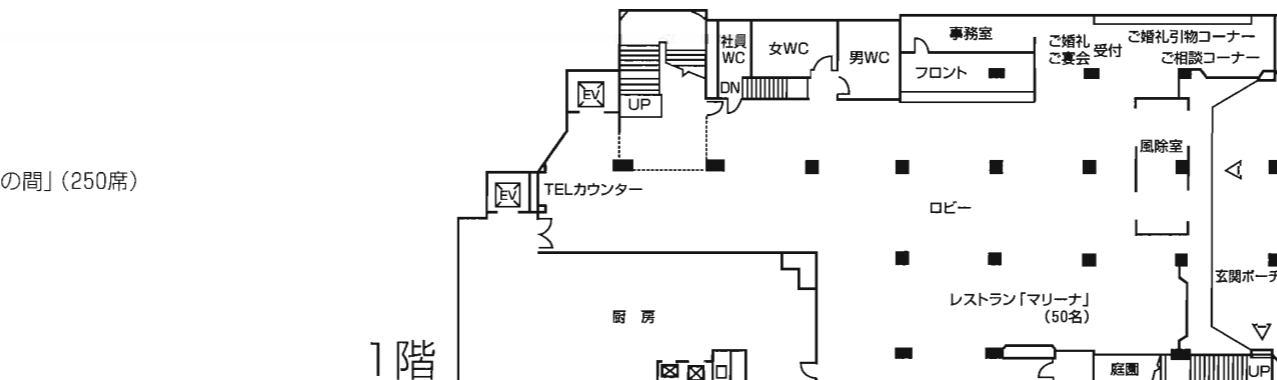 社員
WC
女WC
男WC
事務室
フロント
ご婚礼
ご宴会
受付
ご婚礼引物コーナー
ご相談コーナー
EV
UP
DN
風除室
の間」(250席)
EV
TELカウンター
ロビー
玄関ポーチ
レストラン「マリーナ」
(50名)
厨 房
1階
庭園
UP